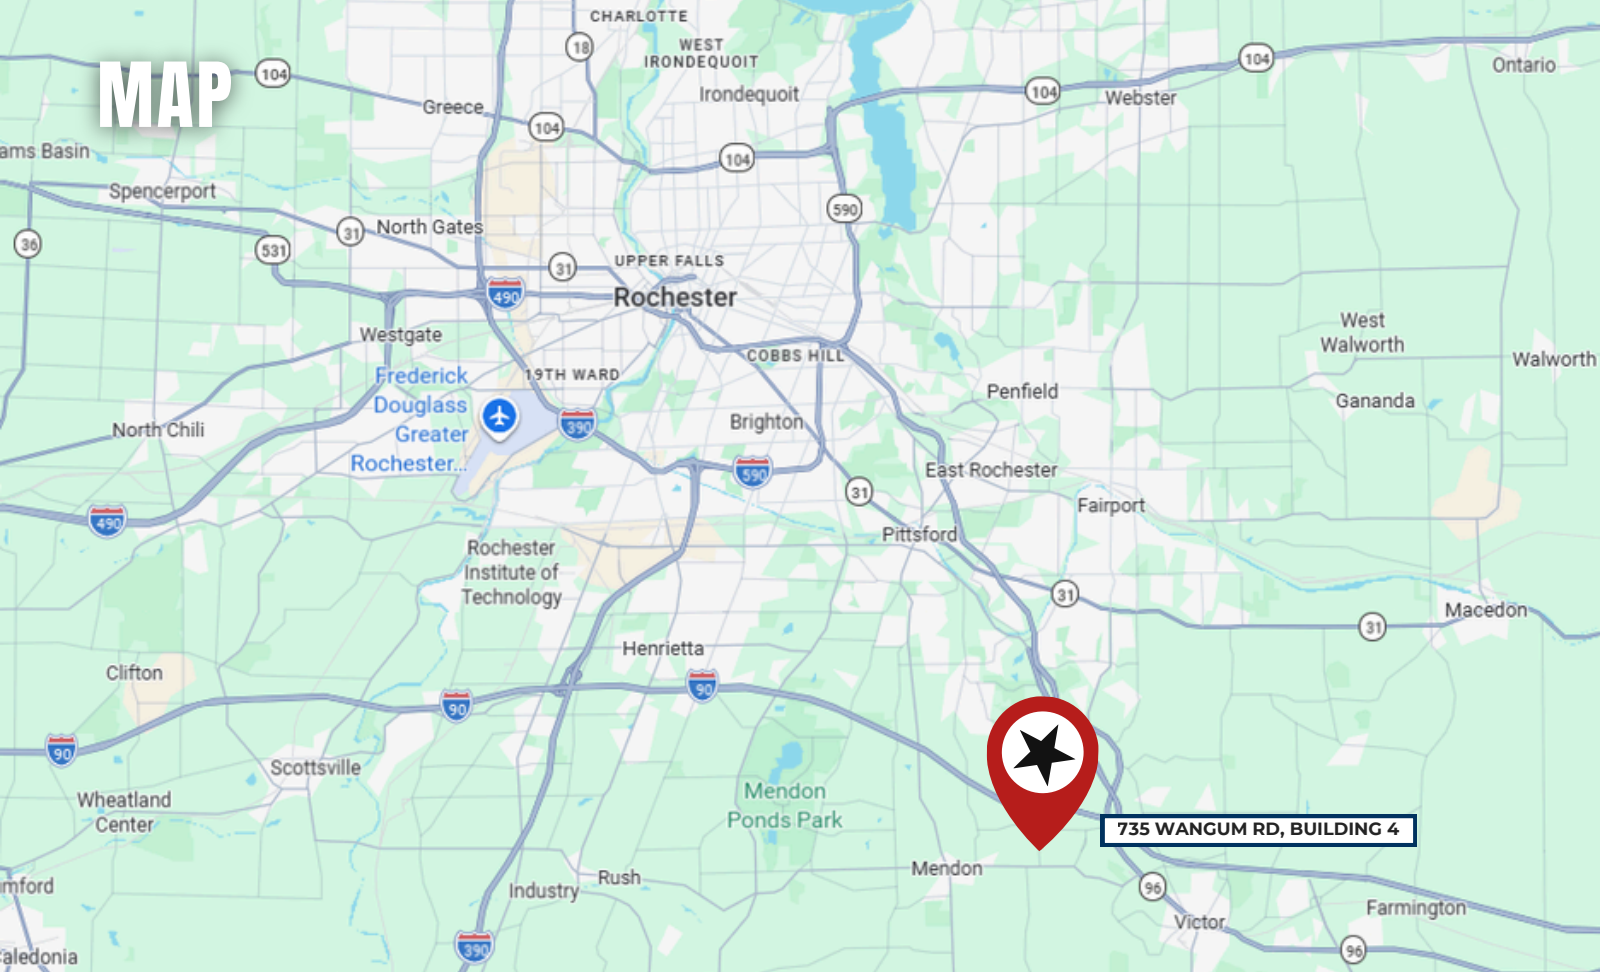 MAP
CHARLOTTE
18
WEST
IRONDEQUOIT
104
Ontario
104
Irondequoit
104
Webster
Greece
104
104
ams Basin
Spencerport
590
36
31
North Gates
531
UPPER FALLS
31
490
Rochester
West
Walworth
Westgate
COBBS HILL
Walworth
19TH WARD
Frederick
Douglass
Greater
Rochester...
Penfield
Gananda
North Chili
390
Brighton
590
East Rochester
31
Fairport
490
Pittsford
Rochester
Institute of
Technology
31
Macedon
31
Henrietta
Clifton
90
90
90
Scottsville
Mendon
Ponds Park
Wheatland
Center
735 WANGUM RD, BUILDING 4
Mendon
Rush
Industry
mford
96
Farmington
Victor
390
96
aledonia